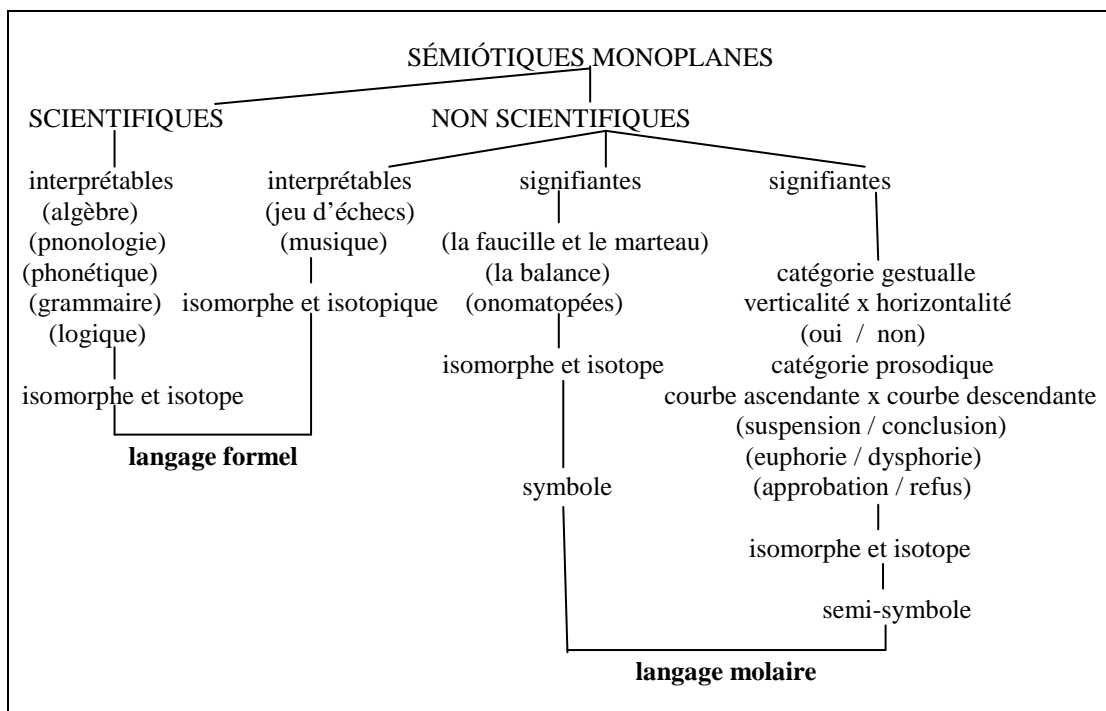 SÉMIÓTIQUES MONOPLANES
SCIENTIFIQUES NON SCIENTIFIQUES
interprétables interprétables signifiantes signifiantes
(algèbre) (jeu d'échecs)
(pnonologie) (musique) (la faucille et le marteau)
(phonétique) (la balance) catégorie gestualle
(grammaire) isomorphe et isotopique (onomatopées) verticalité x horizontalité
(logique) (oui / non)
isomorphe et isotope catégorie prosodique
isomorphe et isotope courbe ascendante x courbe descendante
(suspension / conclusion)
langage formel (euphorie / dysphorie)
symbole (approbation / refus)
isomorphe et isotope
semi-symbole
langage molaire